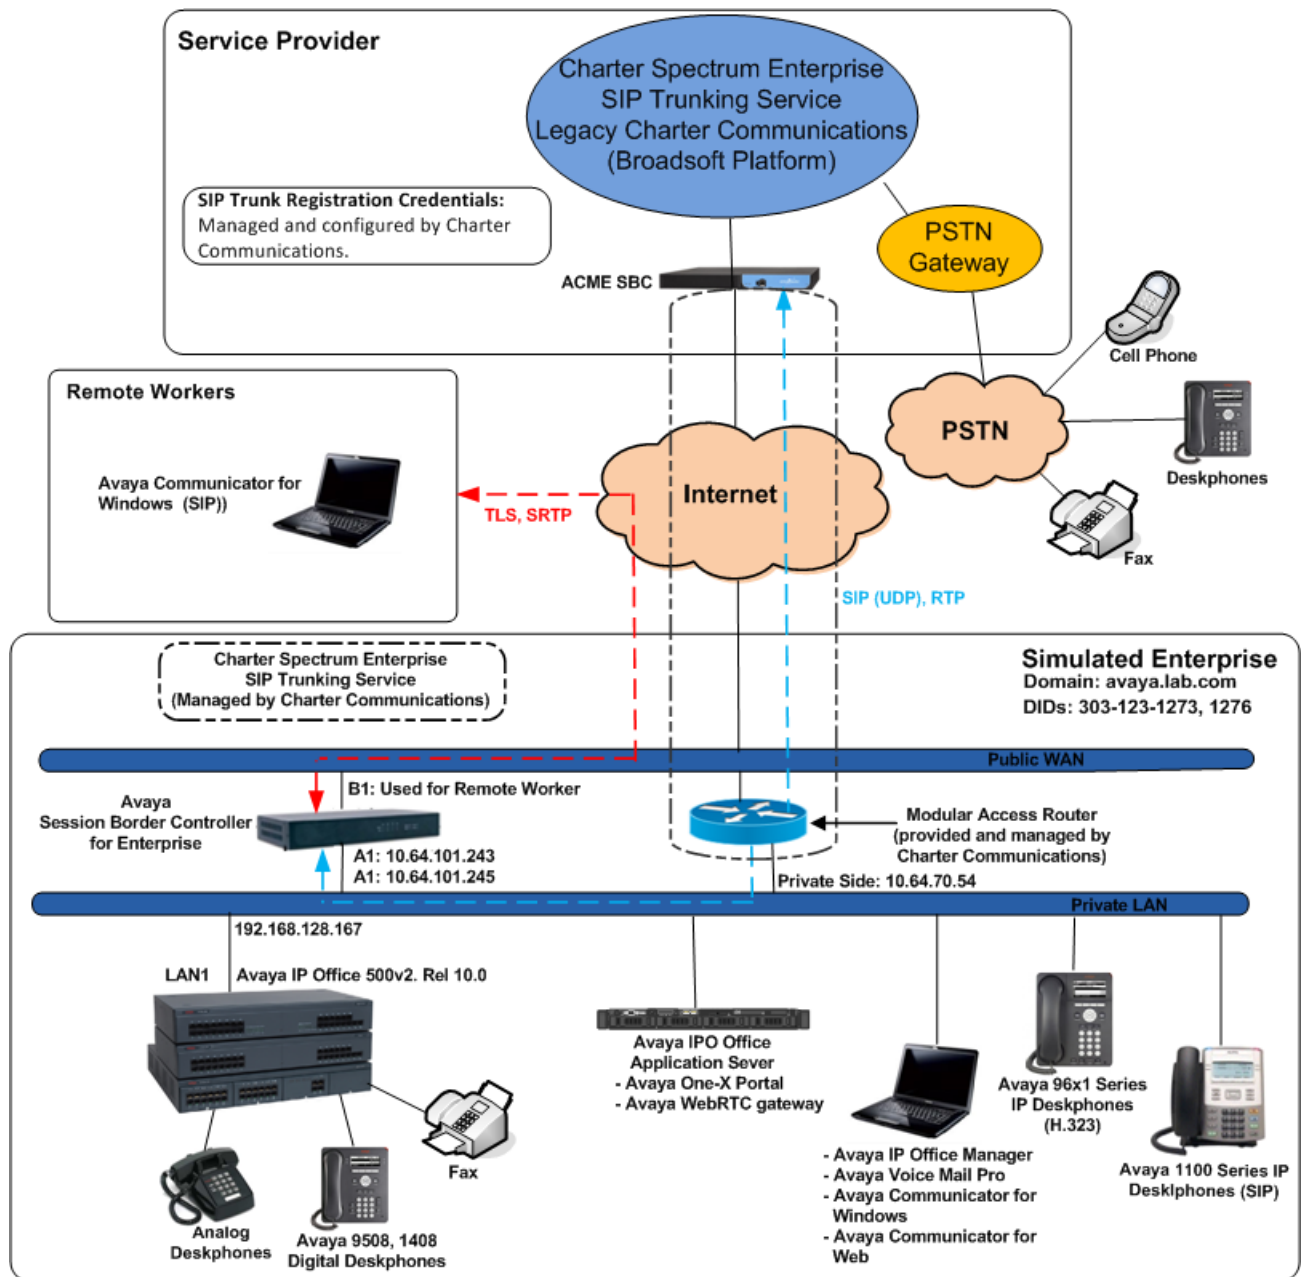 Service Provider
Charter Spectrum Enterprise
SIP Trunking Service
Legacy Charter Communications
(Broadsoft Platform)
SIP Trunk Registration Credentials:
Managed and configured by Charter
Communications.
PSTN
Gateway
ACME SBC
Cell Phone
Remote Workers
PSTN
Avaya Communicator for
Windows (SIP))
Deskphones
Internet
TLS, SRTP
Fax
SIP (UDP), RTP
Charter Spectrum Enterprise
SIP Trunking Service
(Managed by Charter Communications)
Simulated Enterprise
Domain: avaya.lab.com
DIDs: 303-123-1273, 1276
Public WAN
B1: Used for Remote Worker
Avaya
Session Border Controller
for Enterprise
Modular Access Router
(provided and managed by
Charter Communications)
A1: 10.64.101.243
A1: 10.64.101.245
Private Side: 10.64.70.54
Private LAN
192.168.128.167
LAN1
Avaya IP Office 500v2. Rel 10.0
Avaya IPO Office
Application Sever
- Avaya One-X Portal
- Avaya WebRTC gateway
Avaya 96x1 Series
IP Deskphones
(H.323)
- Avaya IP Office Manager
- Avaya Voice Mail Pro
- Avaya Communicator for
Windows
- Avaya Communicator for
Web
Avaya 1100 Series IP
Desklphones (SIP)
Fax
Analog
Deskphones
Avaya 9508, 1408
Digital Deskphones